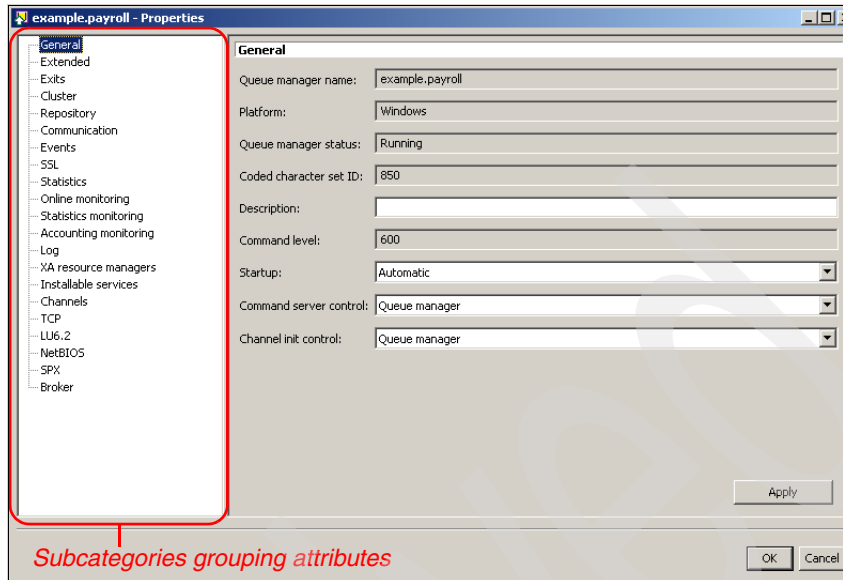 example.payroll - Properties
General
Extended
Exits
Cluster
Repository
Communication
Events
SSL
Statistics
Online monitoring
Statistics monitoring
Accounting monitoring
Log
XA resource managers
Installable services
Channels
TCP
LU6.2
NetBIOS
SPX
Broker
General
Queue manager name: example.payroll
Platform: Windows
Queue manager status: Running
Coded character set ID: 850
Description:
Command level: 600
Startup: Automatic
Command server control: Queue manager
Channel init control: Queue manager
Apply
Subcategories grouping attributes
OK Cancel